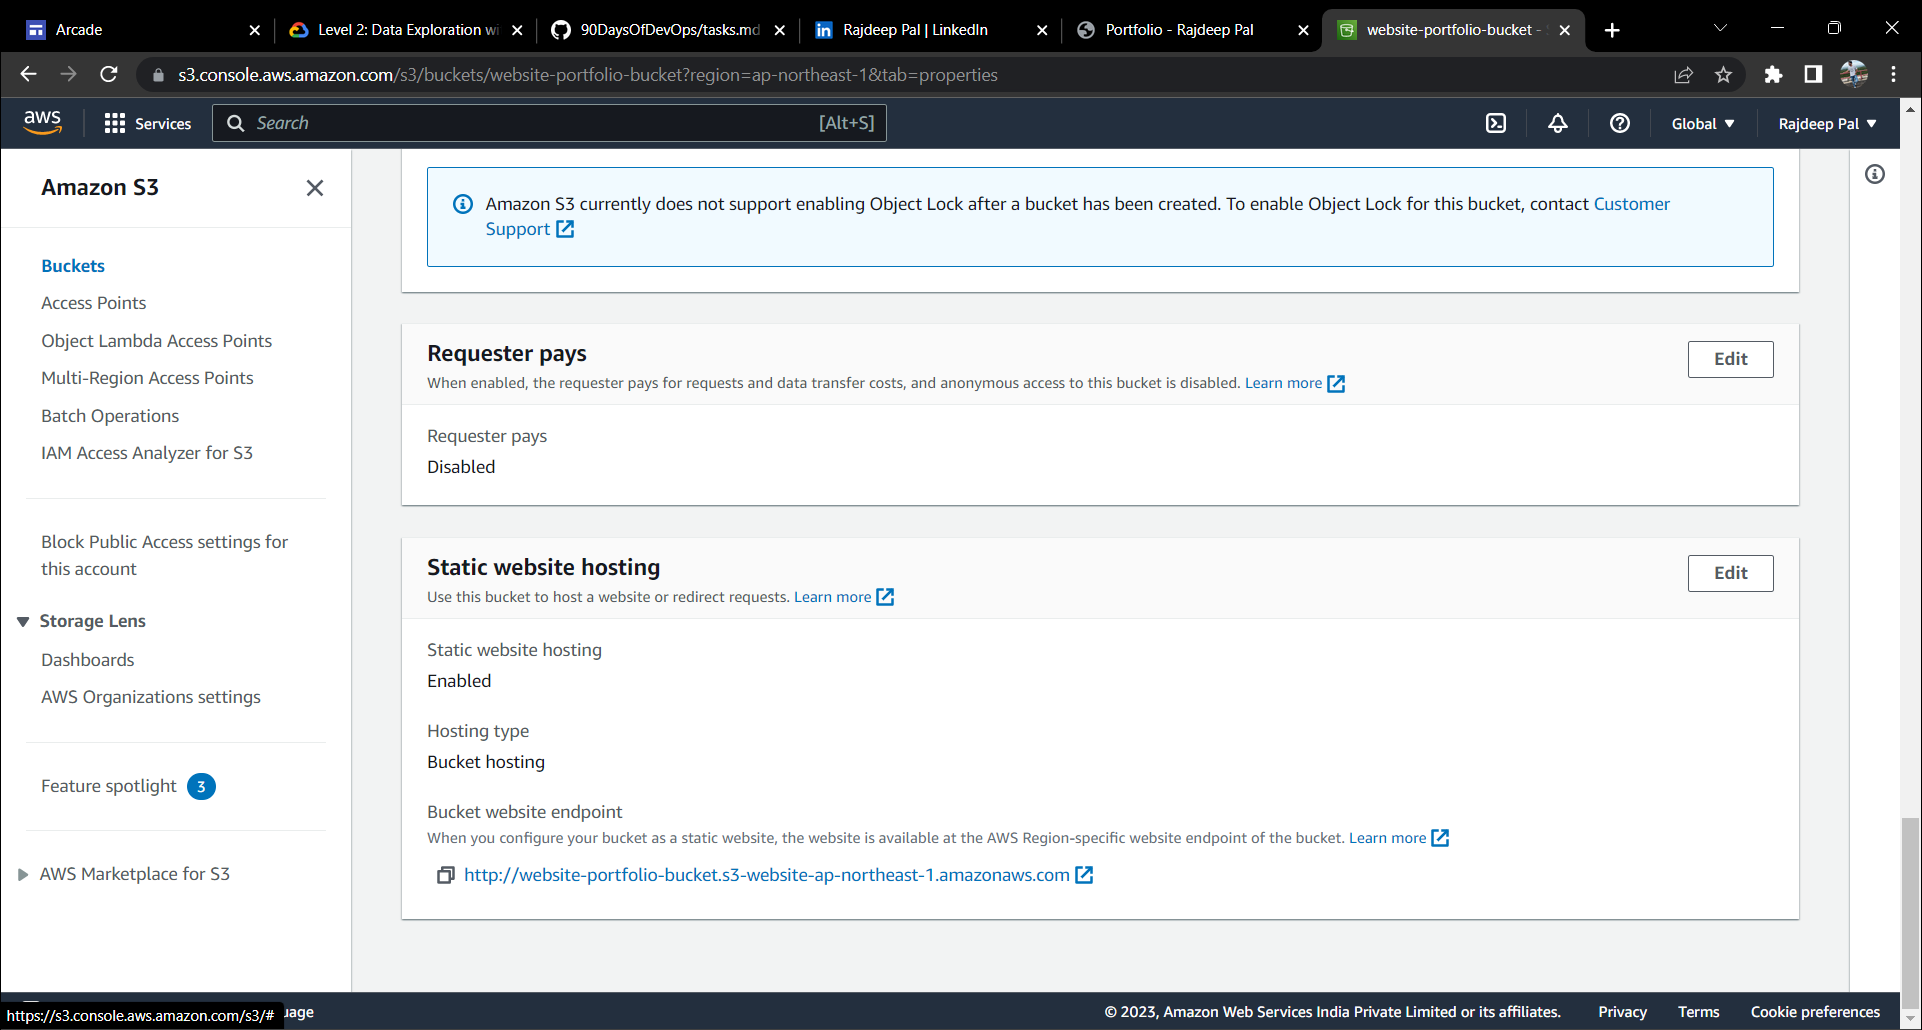 Arcade
Level 2: Data Exploration wi
90DaysOfDevOps/tasks.md
Rajdeep Pal | LinkedIn
Portfolio - Rajdeep Pal
website-portfolio-bucket -
s3.console.aws.amazon.com/s3/buckets/website-portfolio-bucket?region=ap-northeast-1&tab=properties
aws
Services
Search
[Alt+S]
Global
Rajdeep Pal
Amazon S3
Buckets
Access Points
Object Lambda Access Points
Multi-Region Access Points
Batch Operations
IAM Access Analyzer for S3
Block Public Access settings for
this account
Storage Lens
Dashboards
AWS Organizations settings
Feature spotlight 3
AWS Marketplace for S3
Amazon S3 currently does not support enabling Object Lock after a bucket has been created. To enable Object Lock for this bucket, contact Customer
Support
Requester pays
Edit
When enabled, the requester pays for requests and data transfer costs, and anonymous access to this bucket is disabled. Learn more
Requester pays
Disabled
Static website hosting
Edit
Use this bucket to host a website or redirect requests. Learn more
Static website hosting
Enabled
Hosting type
Bucket hosting
Bucket website endpoint
When you configure your bucket as a static website, the website is available at the AWS Region-specific website endpoint of the bucket. Learn more
http://website-portfolio-bucket.s3-website-ap-northeast-1.amazonaws.com
https://s3.console.aws.amazon.com/s3/#
uage
© 2023, Amazon Web Services India Private Limited or its affiliates.
Privacy
Terms
Cookie preferences